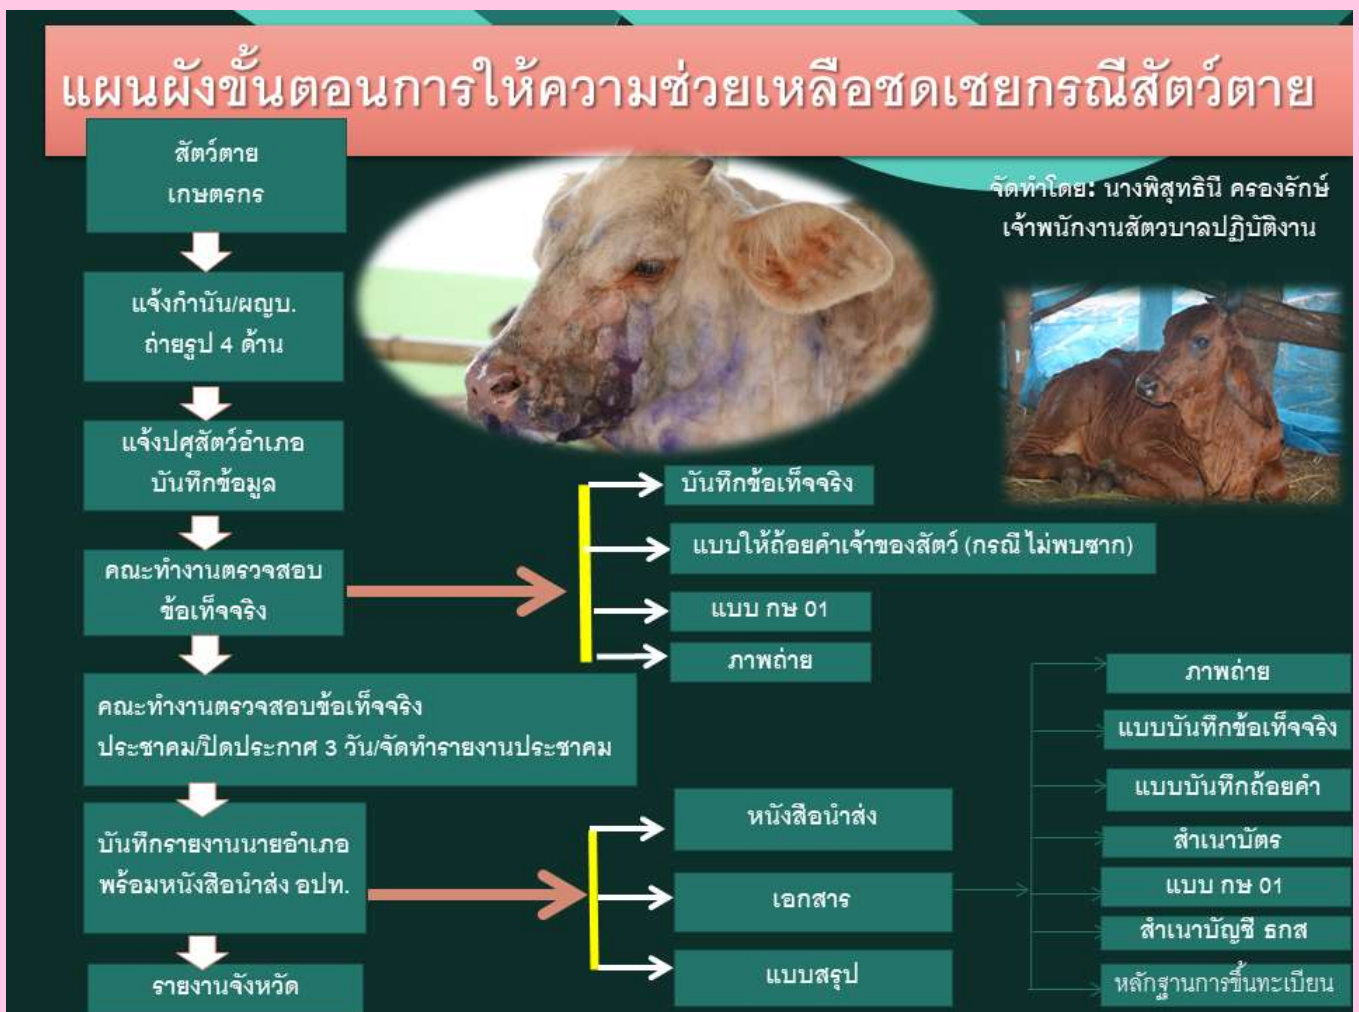 แผนผังขั้นตอนการให้ความช่วยเหลือชดเชยกรณีสัตว์ตาย
จัดทำโดย: นางพิสุทธินี ครองรักษ์
เจ้าพนักงานสัตวบาลปฏิบัติงาน
สัตว์ตาย
เกษตรกร
แจ้งกำนัน/ผญบ.
ถ่ายรูป 4 ด้าน
แจ้งปศุสัตว์อำเภอ
บันทึกข้อมูล
คณะทำงานตรวจสอบ
ข้อเท็จจริง
บันทึกข้อเท็จจริง
แบบให้ถ้อยคำเจ้าของสัตว์ (กรณี ไม่พบซาก)
แบบ กษ 01
ภาพถ่าย
คณะทำงานตรวจสอบข้อเท็จจริง
ประชาคม/ปิดประกาศ 3 วัน/จัดทำรายงานประชาคม
บันทึกรายงานนายอำเภอ
พร้อมหนังสือนำส่ง อปท.
หนังสือนำส่ง
เอกสาร
แบบสรุป
ภาพถ่าย
แบบบันทึกข้อเท็จจริง
แบบบันทึกถ้อยคำ
สำเนาบัตร
แบบ กษ 01
สำเนาบัญชี ธกส
หลักฐานการขึ้นทะเบียน
รายงานจังหวัด